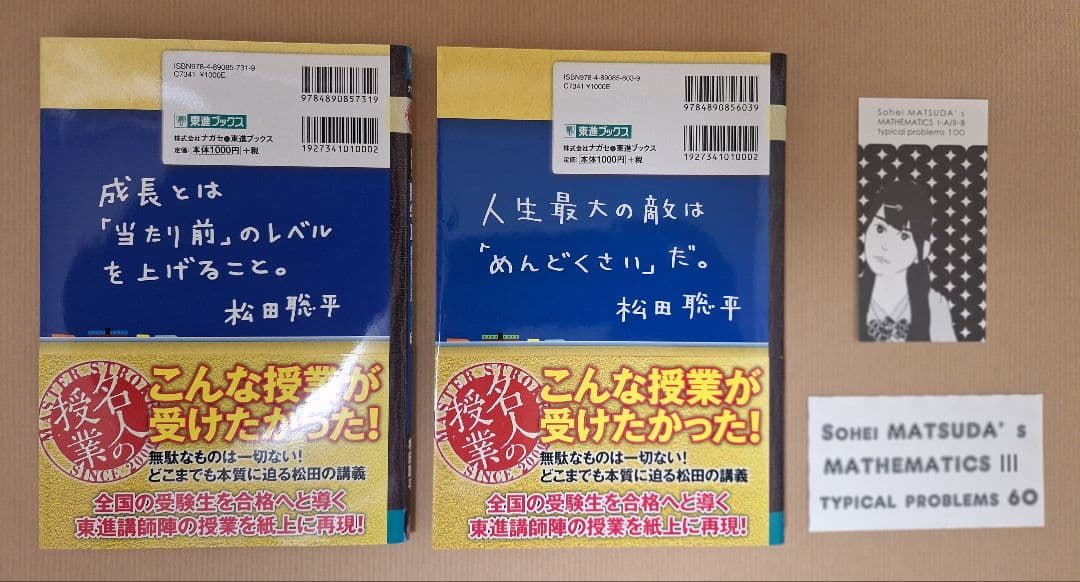 ISBN978-4-89085-731-9
C7341 ¥1000E
9784890857319
東進ブックス
株式会社ナガセ●東進ブックス
定価:本体1000円+税
1927341010002
成長とは
「当たり前」のレベル
を上げること。
松田聡平
名人の
授業
SINCE
こんな授業が
受けたかった!
無駄なものは一切ない!
どこまでも本質に迫る松田の講義
全国の受験生を合格へと導く
東進講師陣の授業を紙上に再現!
ISBN978-4-89085-603-9
C7341 ¥1000E
9784890856039
東進ブックス
株式会社ナガセ●東進ブックス
定価:本体1000円+税
1927341010002
人生最大の敵は
「めんどくさい」だ。
松田聡平
名人の
授業
SINCE
こんな授業が
受けたかった!
無駄なものは一切ない!
どこまでも本質に迫る松田の講義
全国の受験生を合格へと導く
東進講師陣の授業を紙上に再現!
Sohei MATSUDA's
MATHEMATICS I・A/II・B
typical problems 100
SOHEI MATSUDA's
MATHEMATICS III
TYPICAL PROBLEMS 60